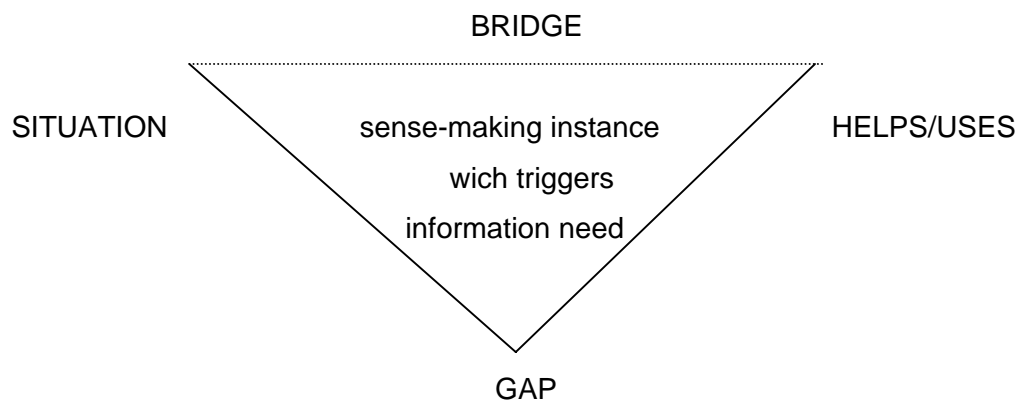 BRIDGE
SITUATION
sense-making instance
HELPS/USES
wich triggers
information need
GAP